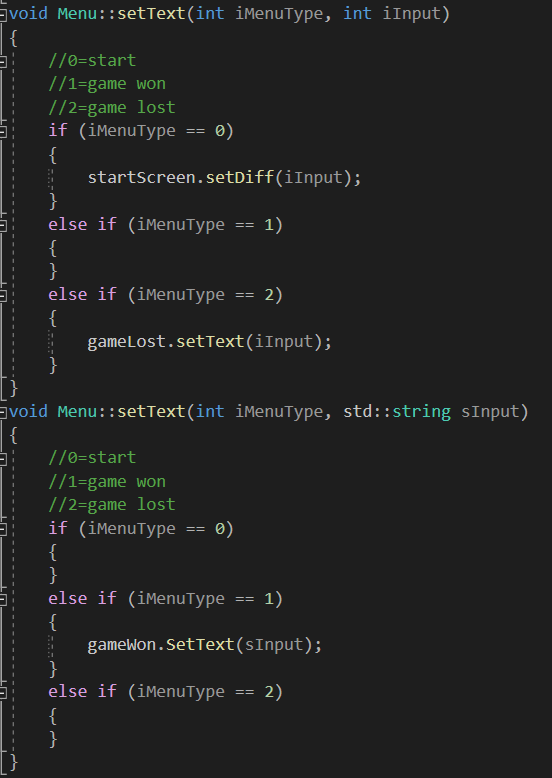 void Menu::setText(int iMenuType, int iInput)
{
    //0=start
    //1=game won
    //2=game lost
    if (iMenuType == 0)
    {
        startScreen.setDiff(iInput);
    }
    else if (iMenuType == 1)
    {
    }
    else if (iMenuType == 2)
    {
        gameLost.setText(iInput);
    }
}
void Menu::setText(int iMenuType, std::string sInput)
{
    //0=start
    //1=game won
    //2=game lost
    if (iMenuType == 0)
    {
    }
    else if (iMenuType == 1)
    {
        gameWon.SetText(sInput);
    }
    else if (iMenuType == 2)
    {
    }
}